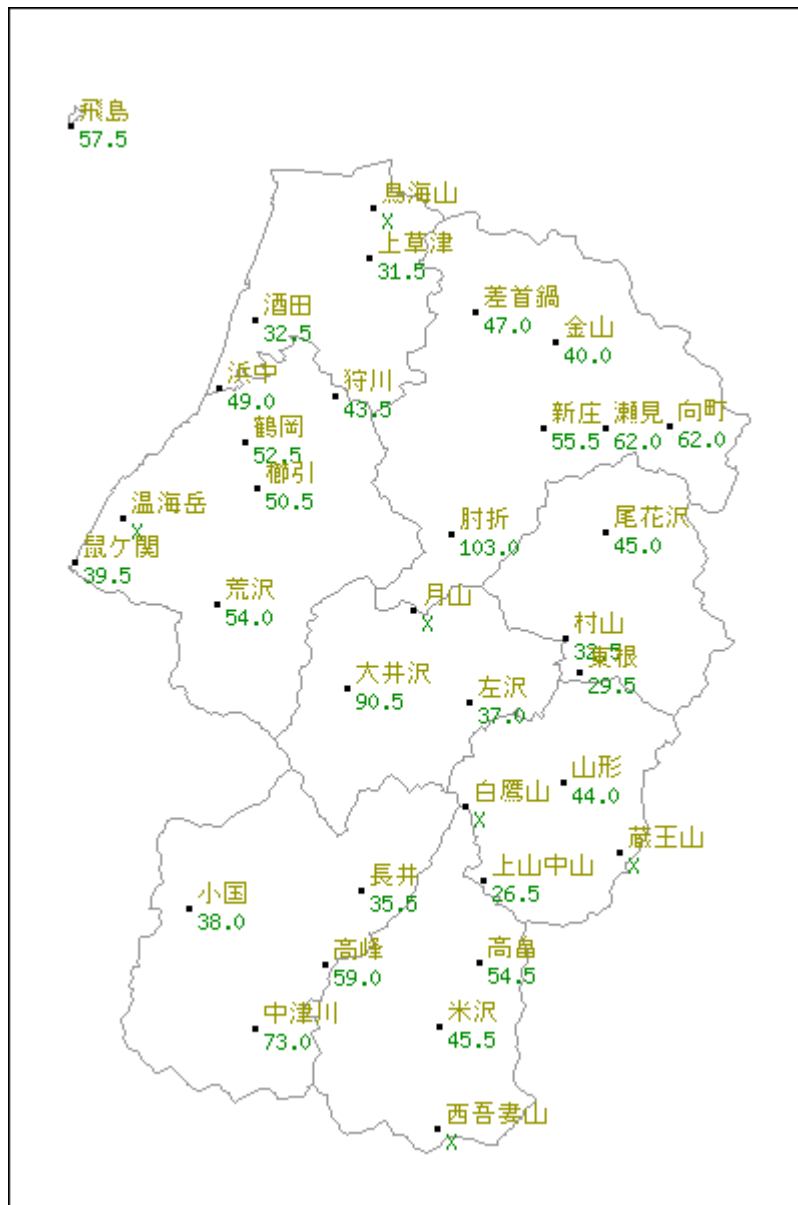 飛島
57.5
鳥海山
X
上草津
31.5
差首鍋
47.0
酒田
32.5
金山
40.0
浜中
49.0
狩川
43.5
新庄
55.5
瀬見
62.0
向町
62.0
鶴岡
52.5
櫛引
50.5
温海岳
X
肘折
103.0
尾花沢
45.0
鼠ケ関
39.5
荒沢
54.0
月山
X
村山
32.5
東根
29.5
大井沢
90.5
左沢
37.0
山形
44.0
白鷹山
X
蔵王山
X
上山中山
26.5
長井
35.5
小国
38.0
高峰
59.0
高畠
54.5
中津川
73.0
米沢
45.5
西吾妻山
X